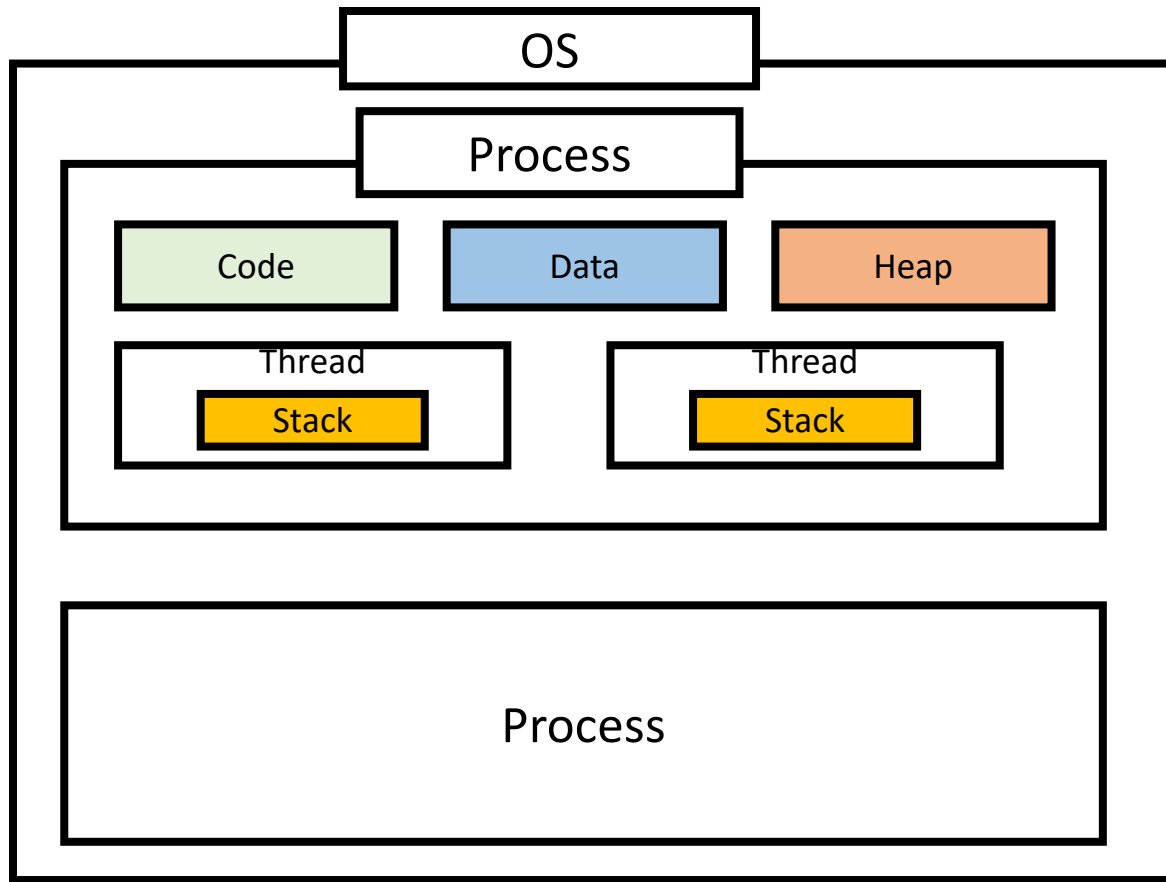 OS
Process
Code Data Heap
Thread Thread
Stack Stack
Process